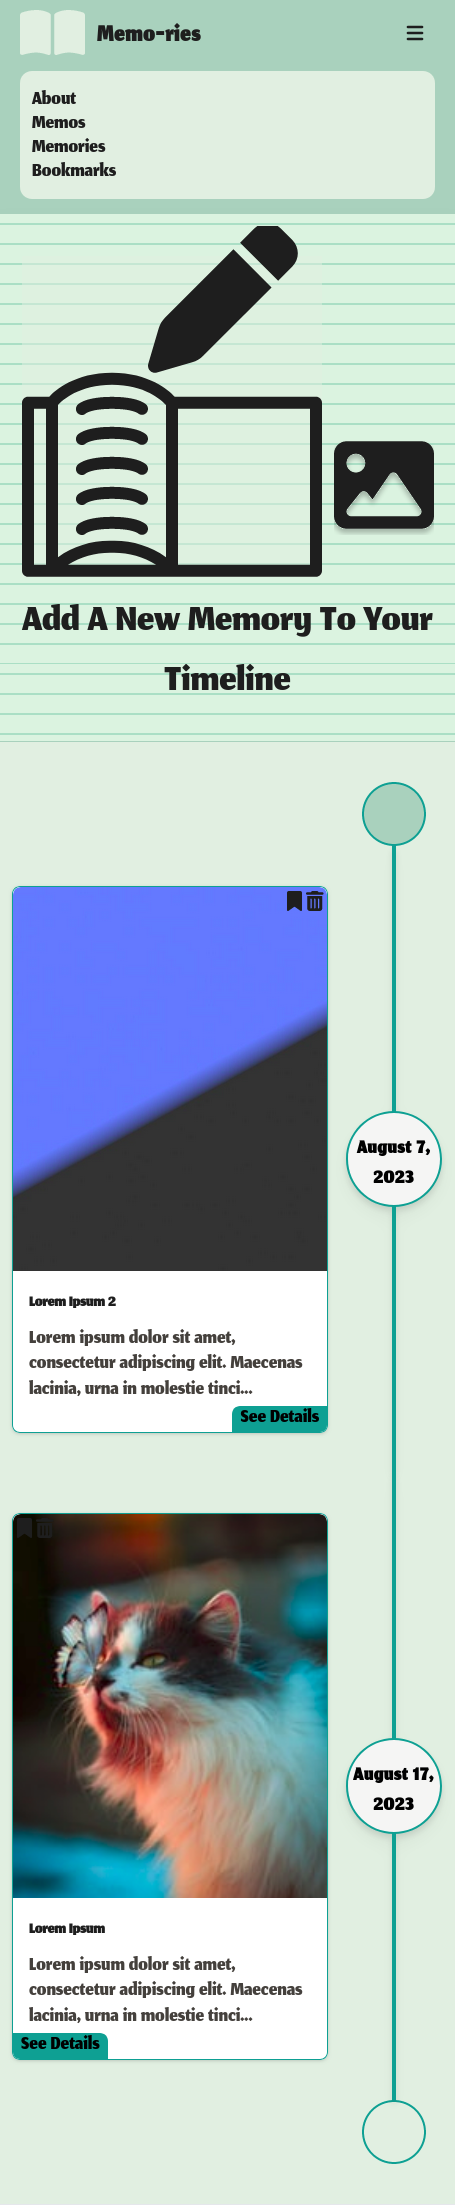 Memo-ries
About
Memos
Memories
Bookmarks
Add A New Memory To Your
Timeline
August 7,
2023
Lorem Ipsum 2
Lorem ipsum dolor sit amet,
consectetur adipiscing elit. Maecenas
lacinia, urna in molestie tinci...
See Details
August 17,
2023
Lorem Ipsum
Lorem ipsum dolor sit amet,
consectetur adipiscing elit. Maecenas
lacinia, urna in molestie tinci...
See Details